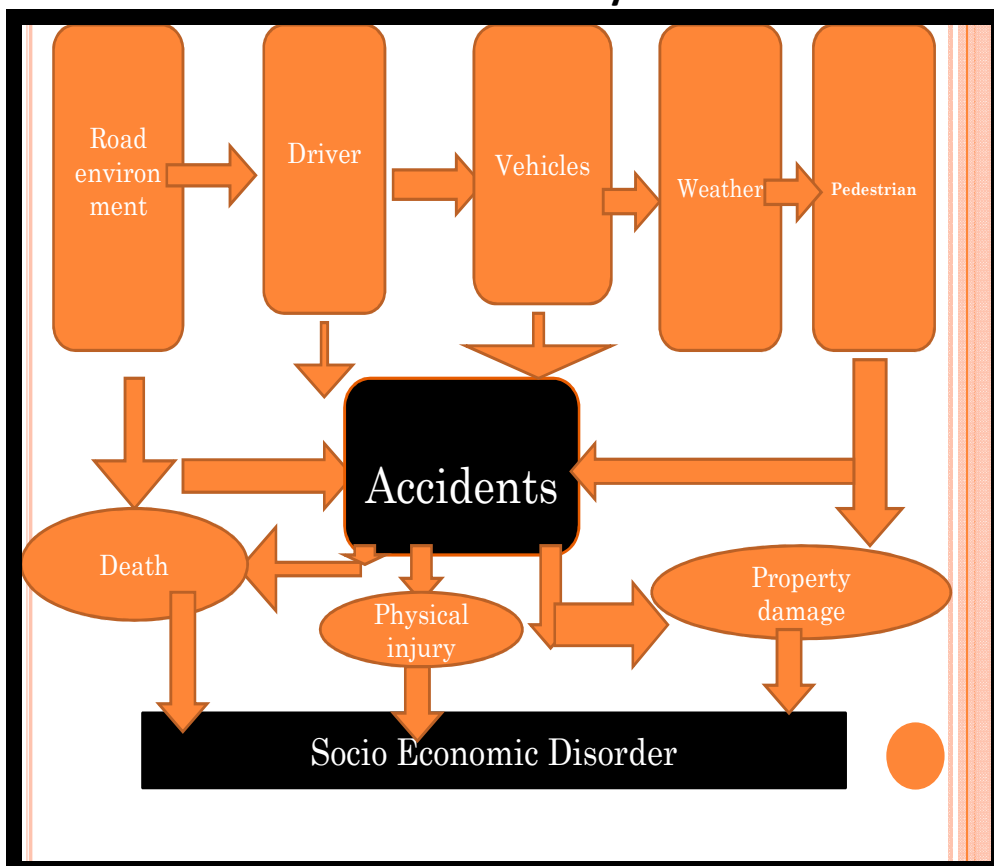 Road
environ
ment
Driver
Vehicles
Weather
Pedestrian
Accidents
Death
Physical
injury
Property
damage
Socio Economic Disorder